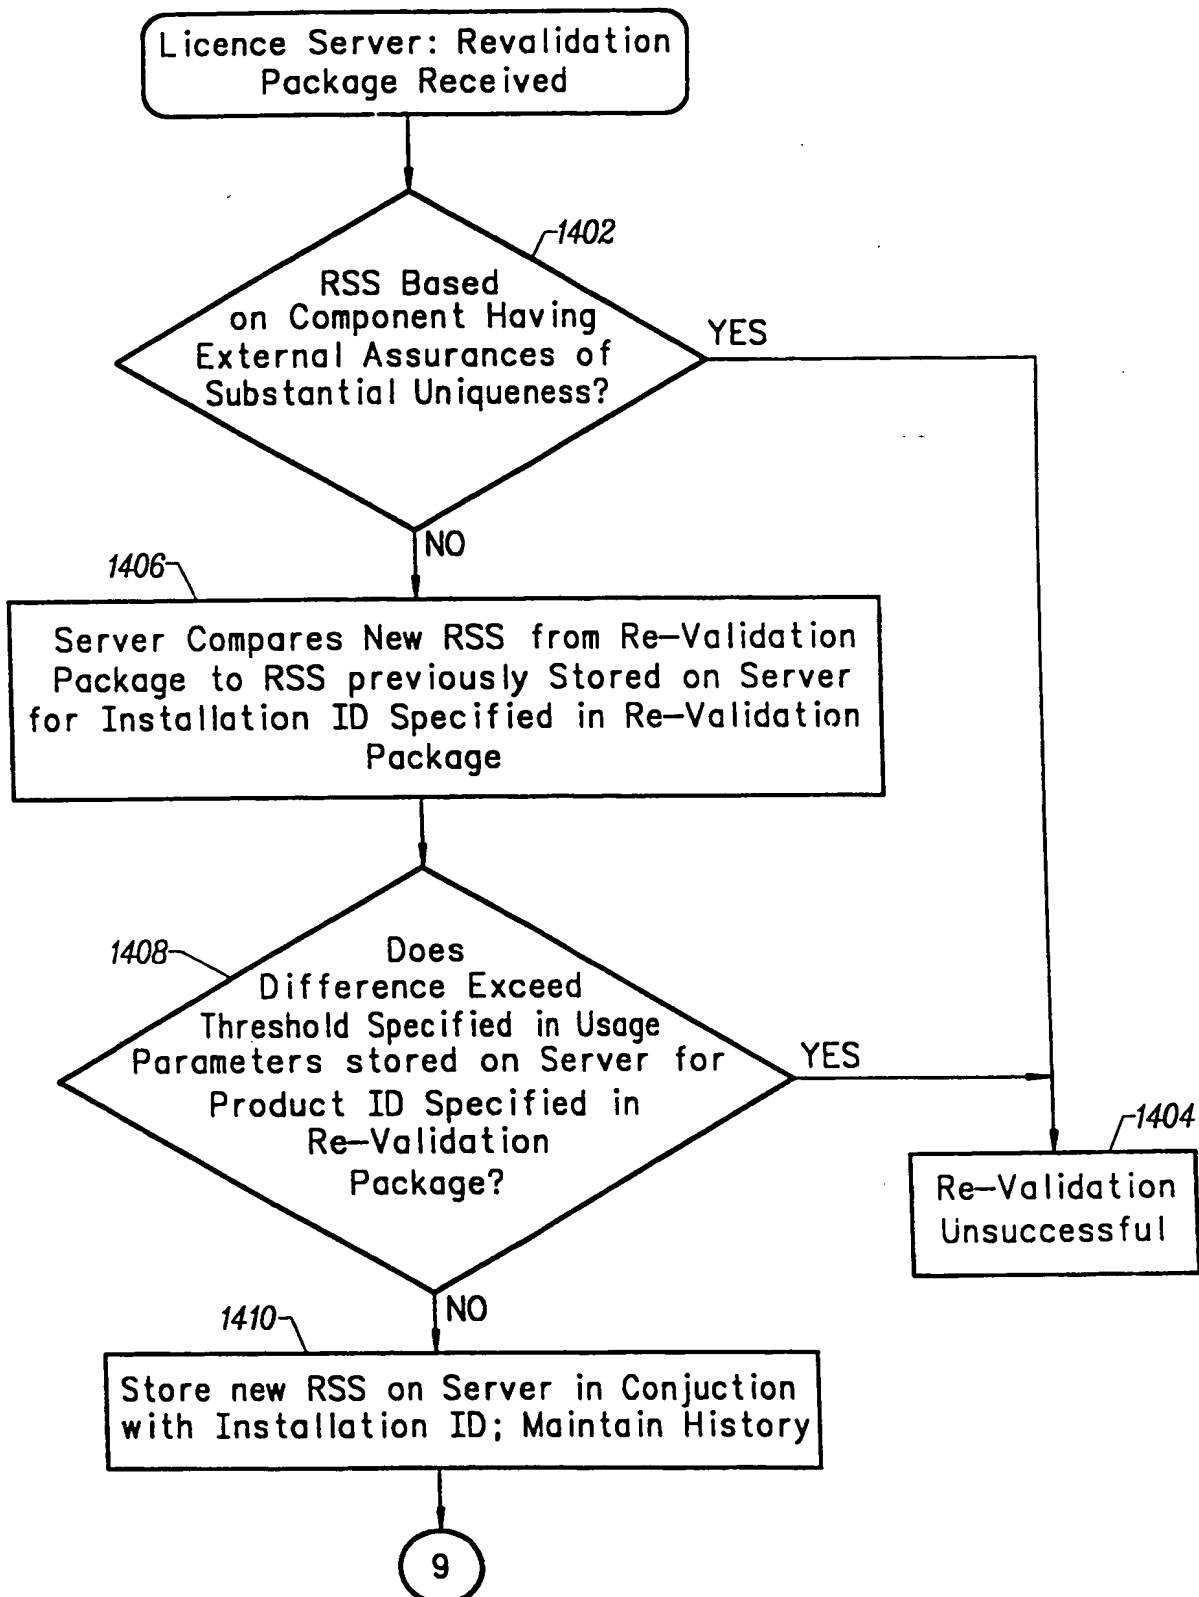 Licence Server: Revalidation
Package Received
1402
RSS Based
on Component Having
External Assurances of
Substantial Uniqueness?
YES
NO
1406
Server Compares New RSS from Re-Validation
Package to RSS previously Stored on Server
for Installation ID Specified in Re-Validation
Package
1408
Does
Difference Exceed
Threshold Specified in Usage
Parameters stored on Server for
Product ID Specified in
Re-Validation
Package?
YES
1404
Re-Validation
Unsuccessful
NO
1410
Store new RSS on Server in Conjuction
with Installation ID; Maintain History
9